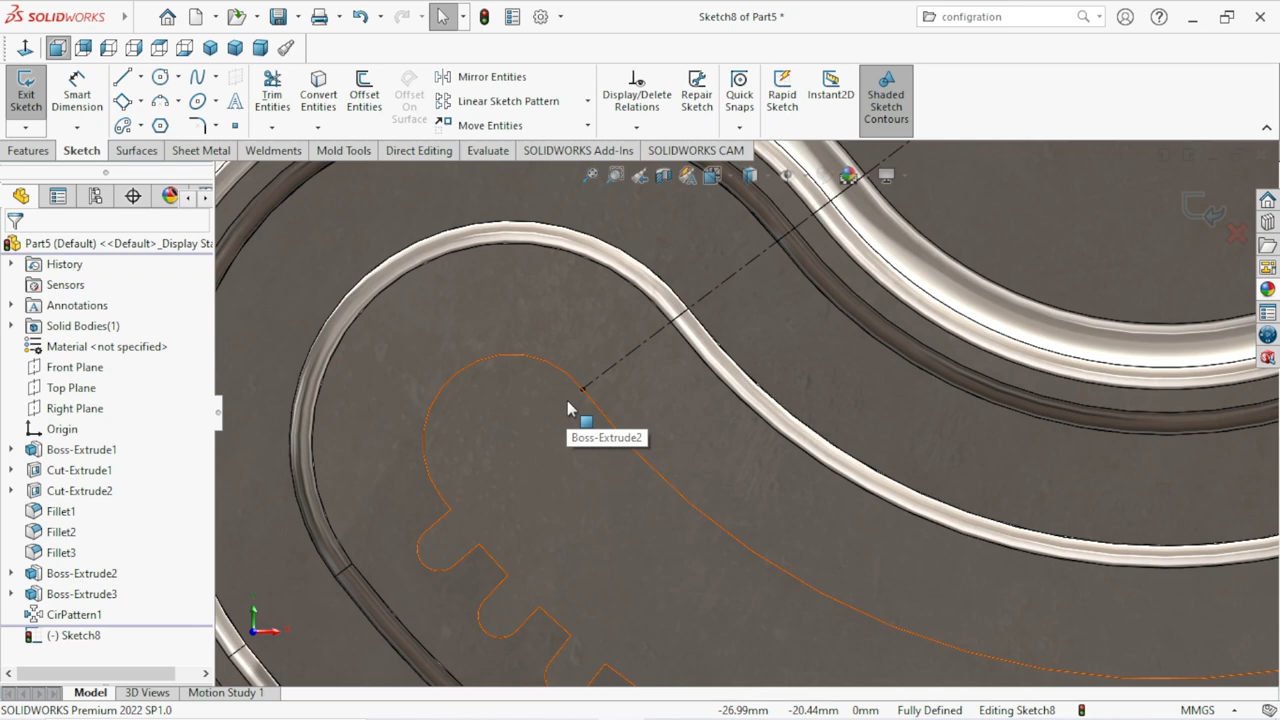 SOLIDWORKS
Sketch8 of Part5 *
configration
Exit Sketch
Smart Dimension
Trim Entities
Convert Entities
Offset Entities
Offset On Surface
Mirror Entities
Linear Sketch Pattern
Move Entities
Display/Delete Relations
Repair Sketch
Quick Snaps
Rapid Sketch
Instant2D
Shaded Sketch Contours
Features
Sketch
Surfaces
Sheet Metal
Weldments
Mold Tools
Direct Editing
Evaluate
SOLIDWORKS Add-Ins
SOLIDWORKS CAM
Part5 (Default) <<Default>_Display Sta
History
Sensors
Annotations
Solid Bodies(1)
Material <not specified>
Front Plane
Top Plane
Right Plane
Origin
Boss-Extrude1
Cut-Extrude1
Cut-Extrude2
Fillet1
Fillet2
Fillet3
Boss-Extrude2
Boss-Extrude3
CirPattern1
(-) Sketch8
Boss-Extrude2
Model
3D Views
Motion Study 1
SOLIDWORKS Premium 2022 SP1.0
-26.99mm
-20.44mm
0mm
Fully Defined
Editing Sketch8
MMGS